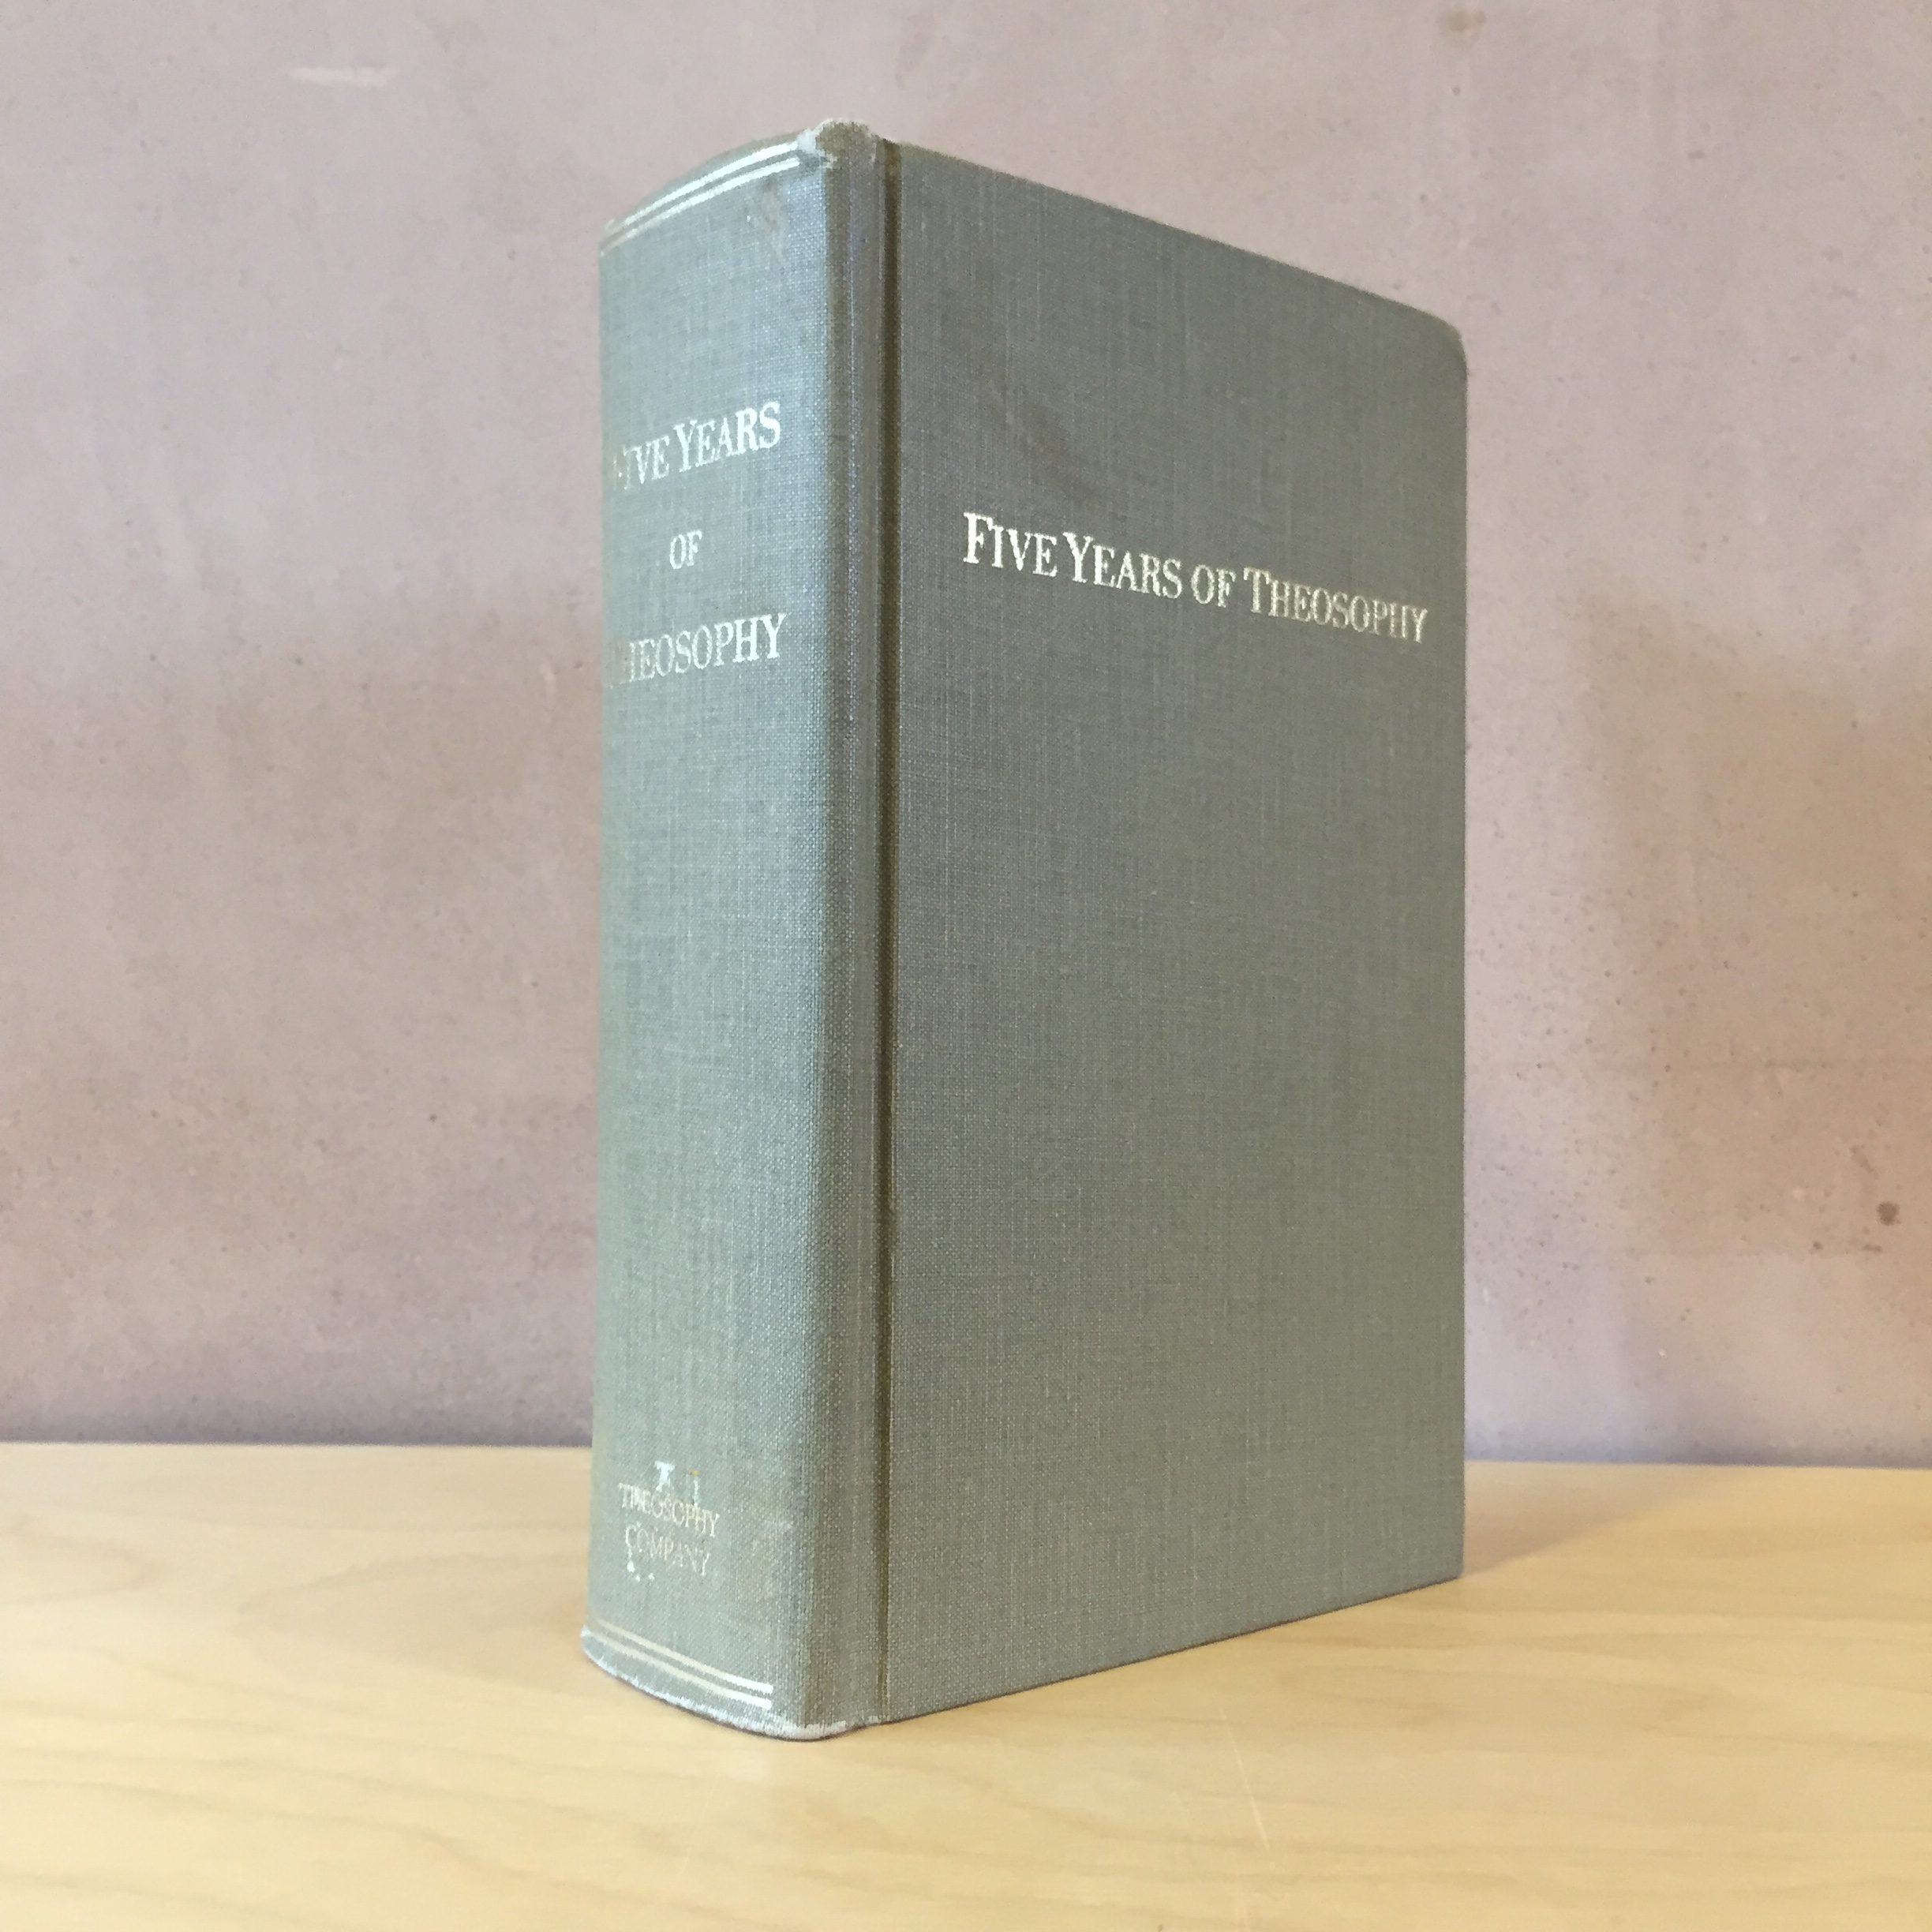 FIVE YEARS
OF
THEOSOPHY
THEOSOPHY
COMPANY
FIVE YEARS OF THEOSOPHY